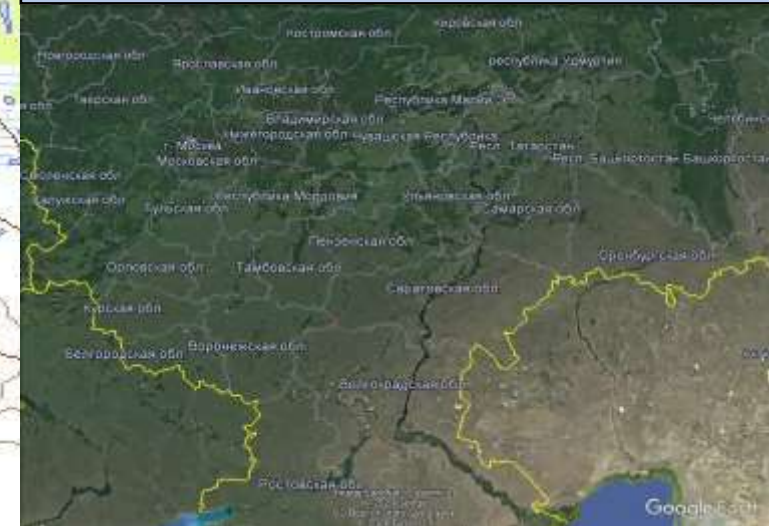 Костромская обл
Кировская обл
Новгородская обл
Ярославская обл
республика Удмуртия
Ивановская обл
Тверская обл
Владимирская обл
г. Москва
Нижегородская обл
Чувашская Республика
Московская обл
Респ. Татарстан
Респ. Башкортостан
Смоленская обл
Калужская обл
Тульская обл
Республика Мордовия
Ульяновская обл
Самарская обл
Пензенская обл
Орловская обл
Тамбовская обл
Оренбургская обл
Саратовская обл
Курская обл
Белгородская обл
Воронежская обл
Волгоградская обл
Ростовская обл
Google Earth